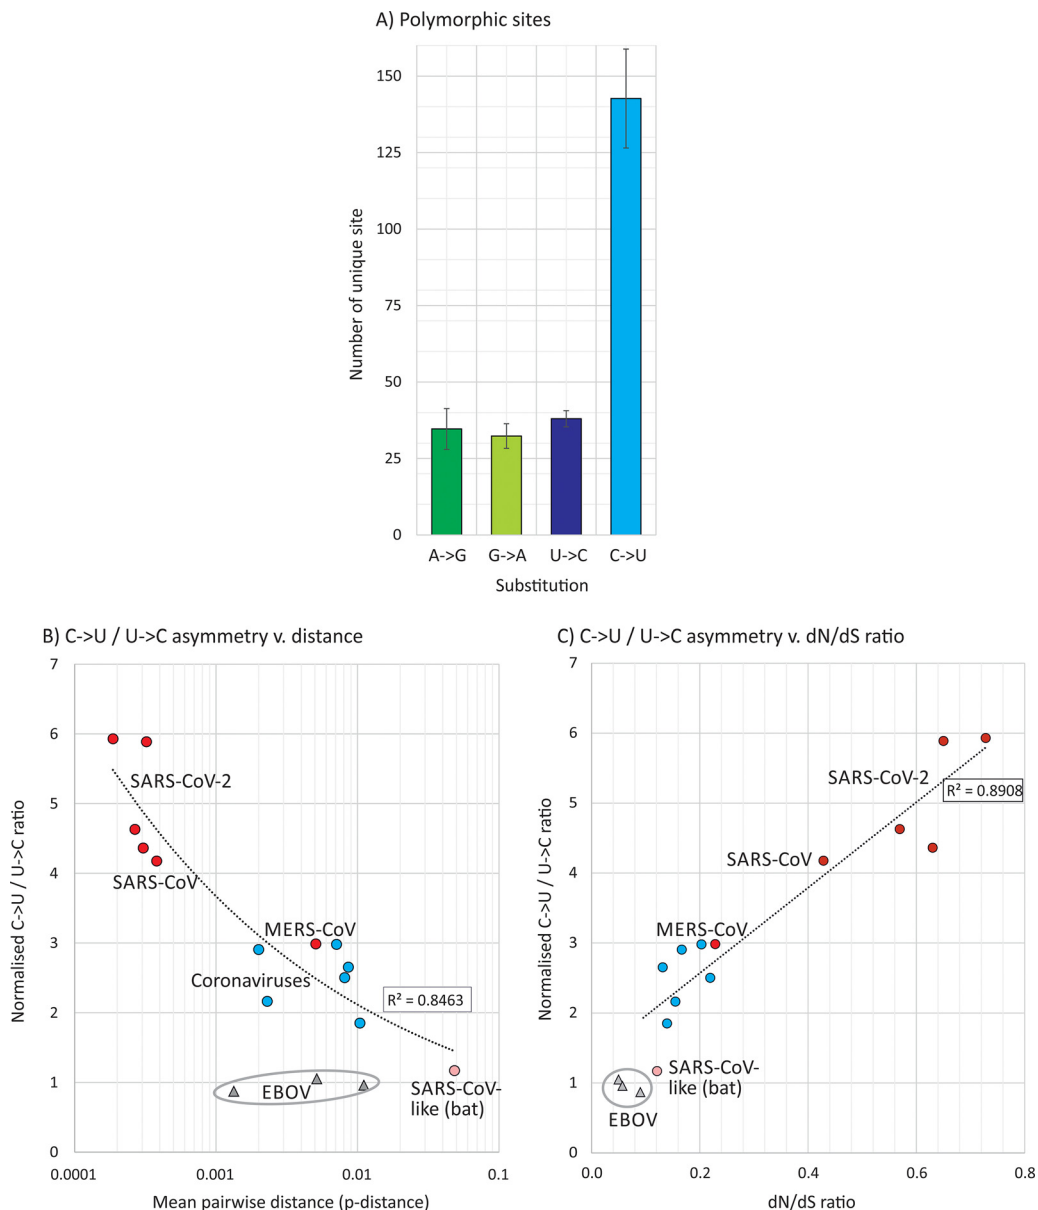 A) Polymorphic sites
150
125
100
75
50
25
0
Number of unique site
A->G G->A U->C C->U
Substitution
B) C->U / U->C asymmetry v. distance
7
6
5
4
3
2
1
0
Normalised C->U / U->C ratio
SARS-CoV-2
SARS-CoV
MERS-CoV
Coronaviruses
R² = 0.8463
EBOV
SARS-CoV-
like (bat)
0.0001 0.001 0.01 0.1
Mean pairwise distance (p-distance)
C) C->U / U->C asymmetry v. dN/dS ratio
7
6
5
4
3
2
1
0
Normalised C->U / U->C ratio
SARS-CoV-2
R² = 0.8908
SARS-CoV
MERS-CoV
SARS-CoV-
like (bat)
EBOV
0.0 0.2 0.4 0.6 0.8
dN/dS ratio